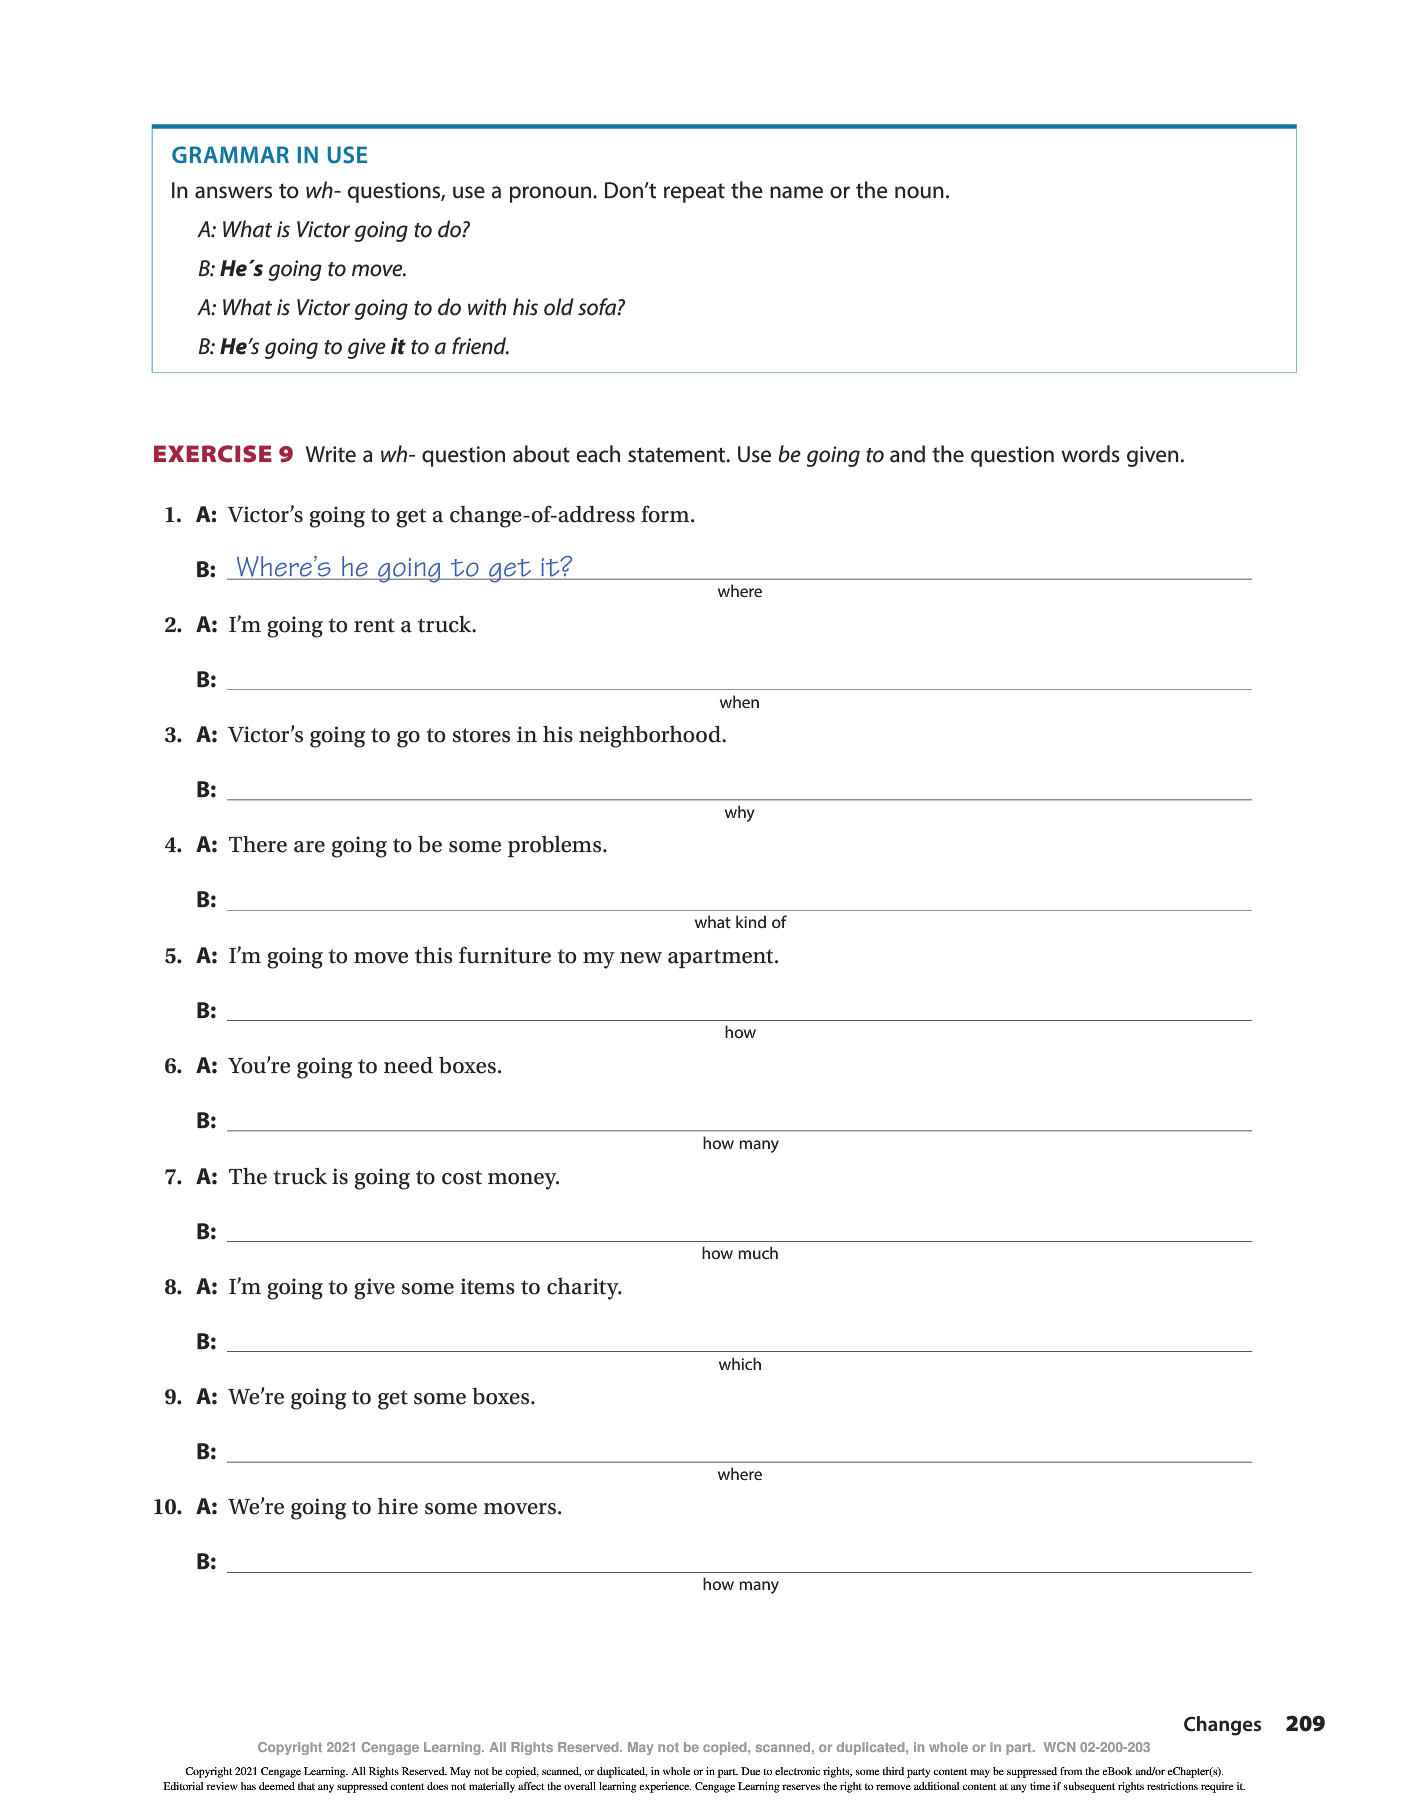 GRAMMAR IN USE
In answers to wh- questions, use a pronoun. Don’t repeat the name or the noun.
A: What is Victor going to do?
B: He´s going to move.
A: What is Victor going to do with his old sofa?
B: He’s going to give it to a friend.
EXERCISE 9 Write a wh- question about each statement. Use be going to and the question words given.
1. A: Victor’s going to get a change-of-address form.
B: Where’s he going to get it?
where
2. A: I’m going to rent a truck.
B:
when
3. A: Victor’s going to go to stores in his neighborhood.
B:
why
4. A: There are going to be some problems.
B:
what kind of
5. A: I’m going to move this furniture to my new apartment.
B:
how
6. A: You’re going to need boxes.
B:
how many
7. A: The truck is going to cost money.
B:
how much
8. A: I’m going to give some items to charity.
B:
which
9. A: We’re going to get some boxes.
B:
where
10. A: We’re going to hire some movers.
B:
how many
Changes 209
Copyright 2021 Cengage Learning. All Rights Reserved. May not be copied, scanned, or duplicated, in whole or in part. WCN 02-200-203
Copyright 2021 Cengage Learning. All Rights Reserved. May not be copied, scanned, or duplicated, in whole or in part. Due to electronic rights, some third party content may be suppressed from the eBook and/or eChapter(s).
Editorial review has deemed that any suppressed content does not materially affect the overall learning experience. Cengage Learning reserves the right to remove additional content at any time if subsequent rights restrictions require it.